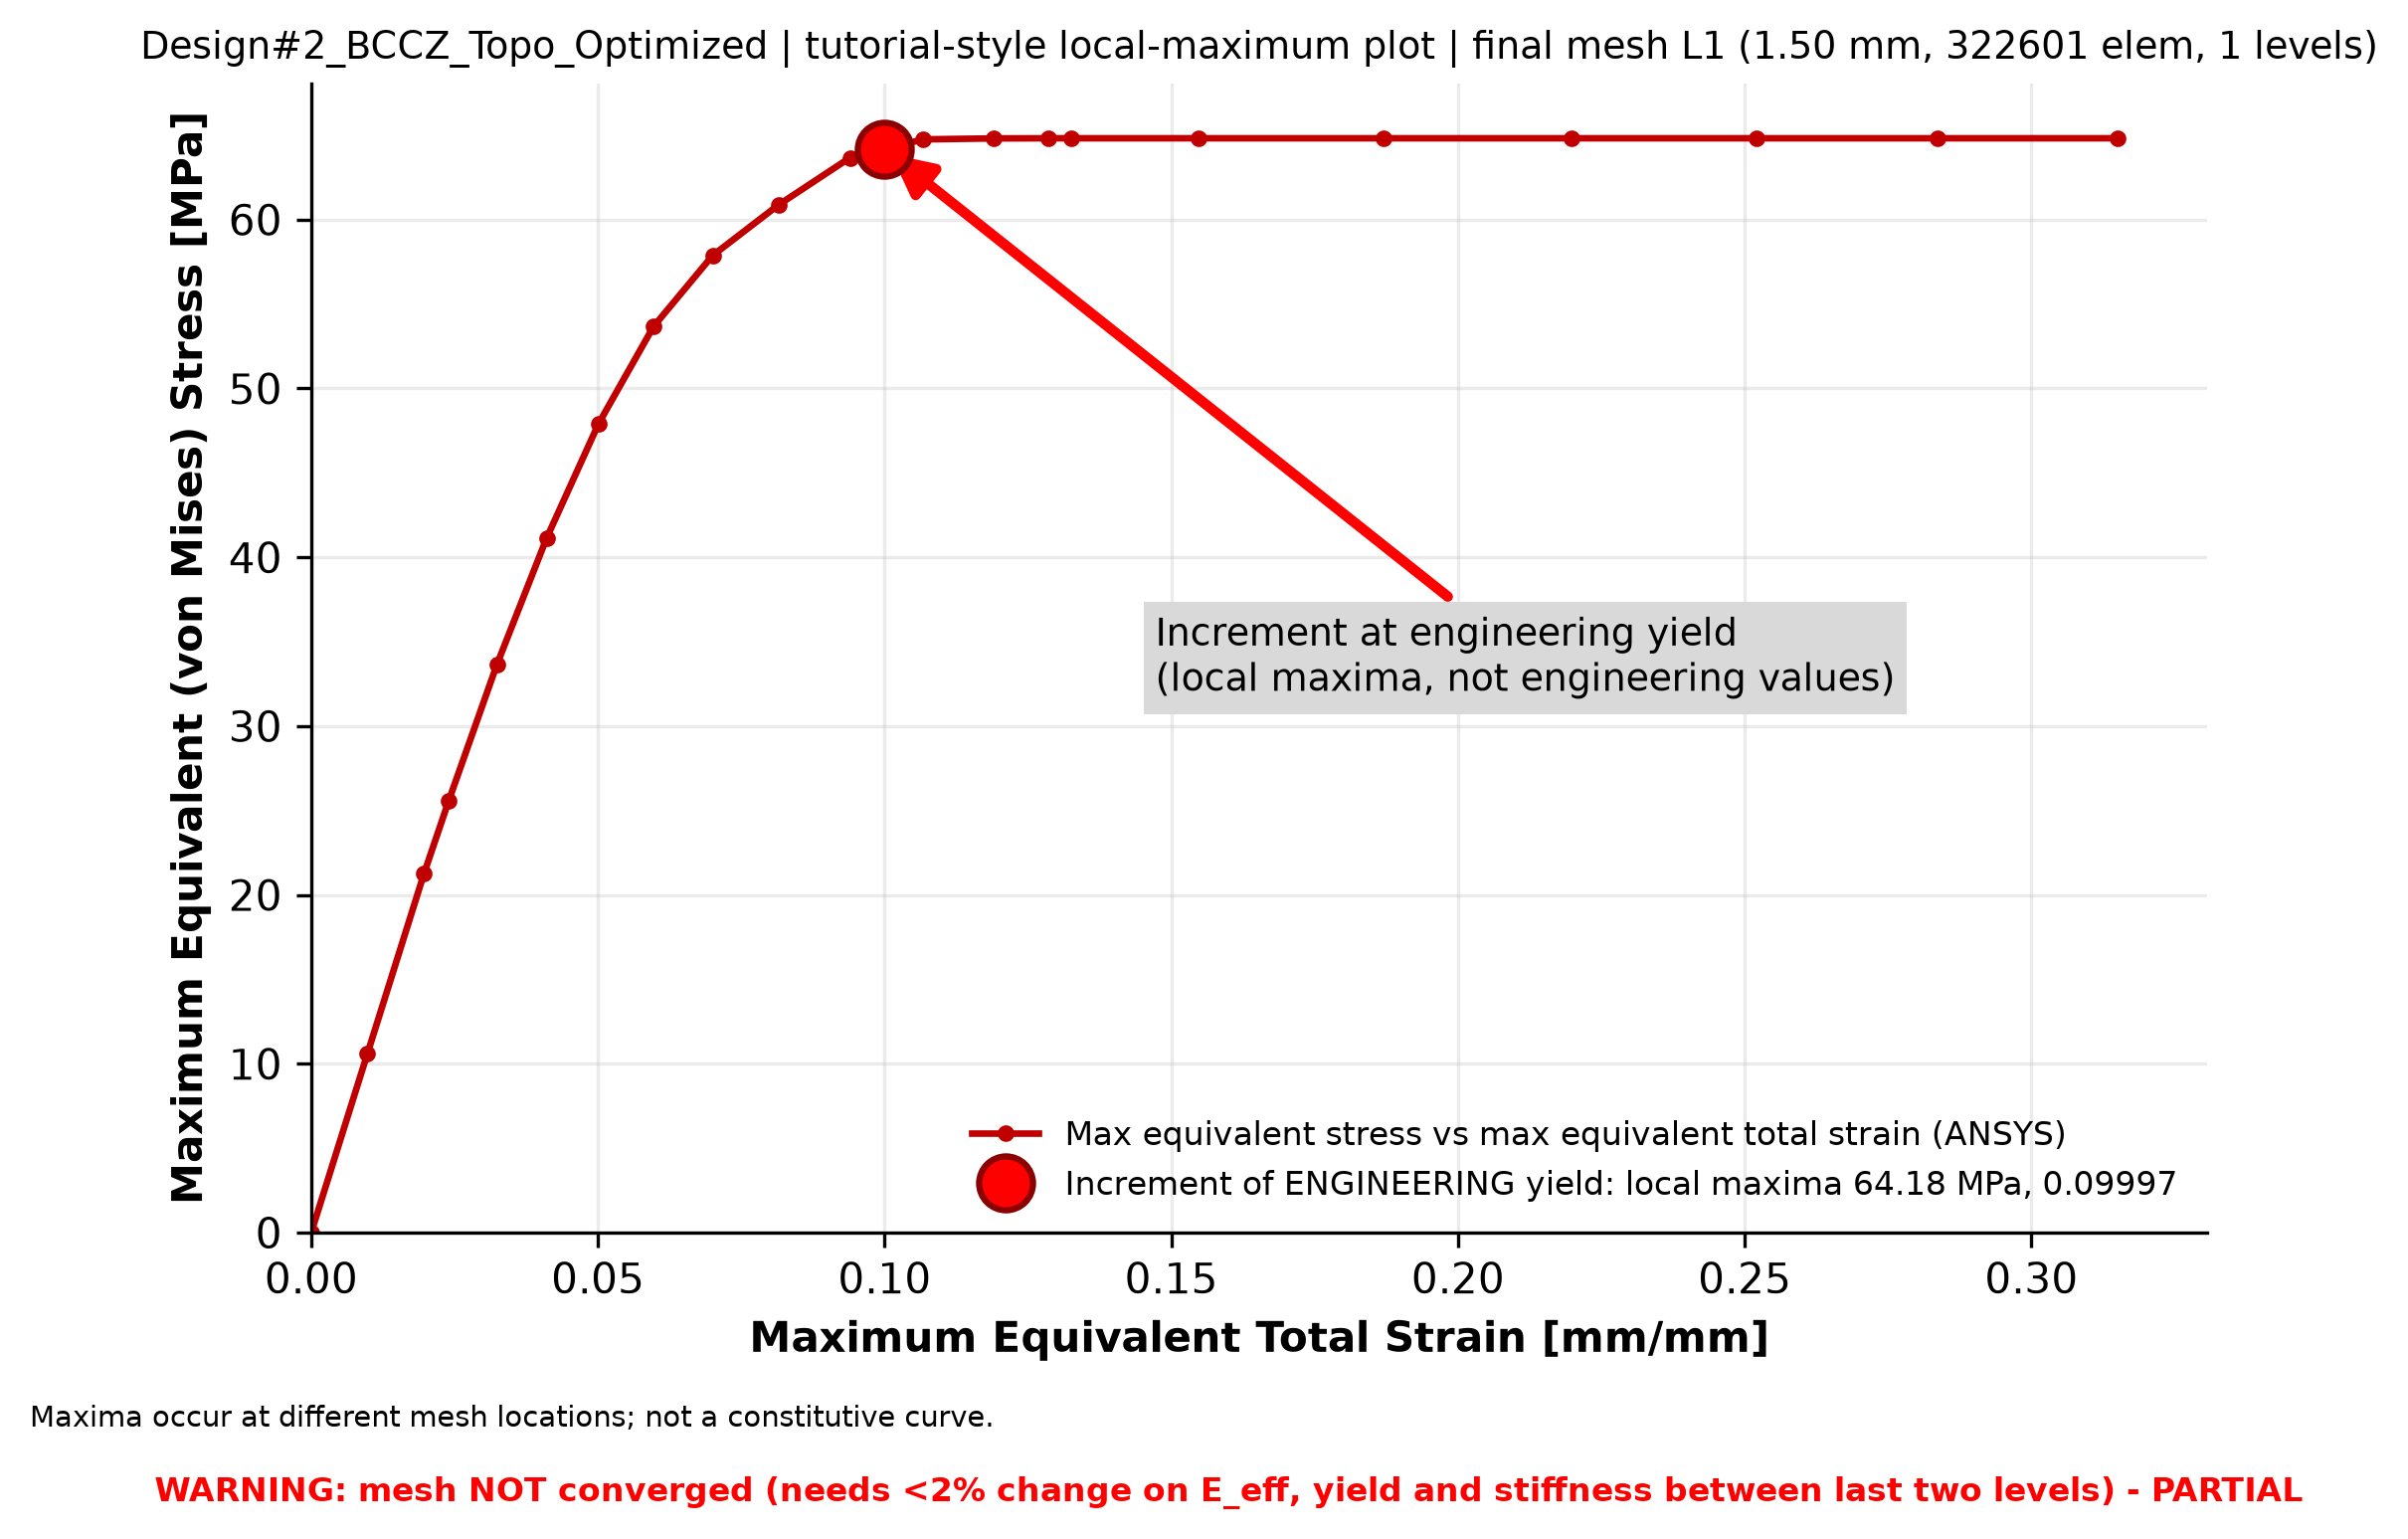 Design#2_BCCZ_Topo_Optimized | tutorial-style local-maximum plot | final mesh L1 (1.50 mm, 322601 elem, 1 levels)
Maximum Equivalent (von Mises) Stress [MPa]
60
50
40
30
20
10
0
Increment at engineering yield
(local maxima, not engineering values)
Max equivalent stress vs max equivalent total strain (ANSYS)
Increment of ENGINEERING yield: local maxima 64.18 MPa, 0.09997
0.00 0.05 0.10 0.15 0.20 0.25 0.30
Maximum Equivalent Total Strain [mm/mm]
Maxima occur at different mesh locations; not a constitutive curve.
WARNING: mesh NOT converged (needs <2% change on E_eff, yield and stiffness between last two levels) - PARTIAL